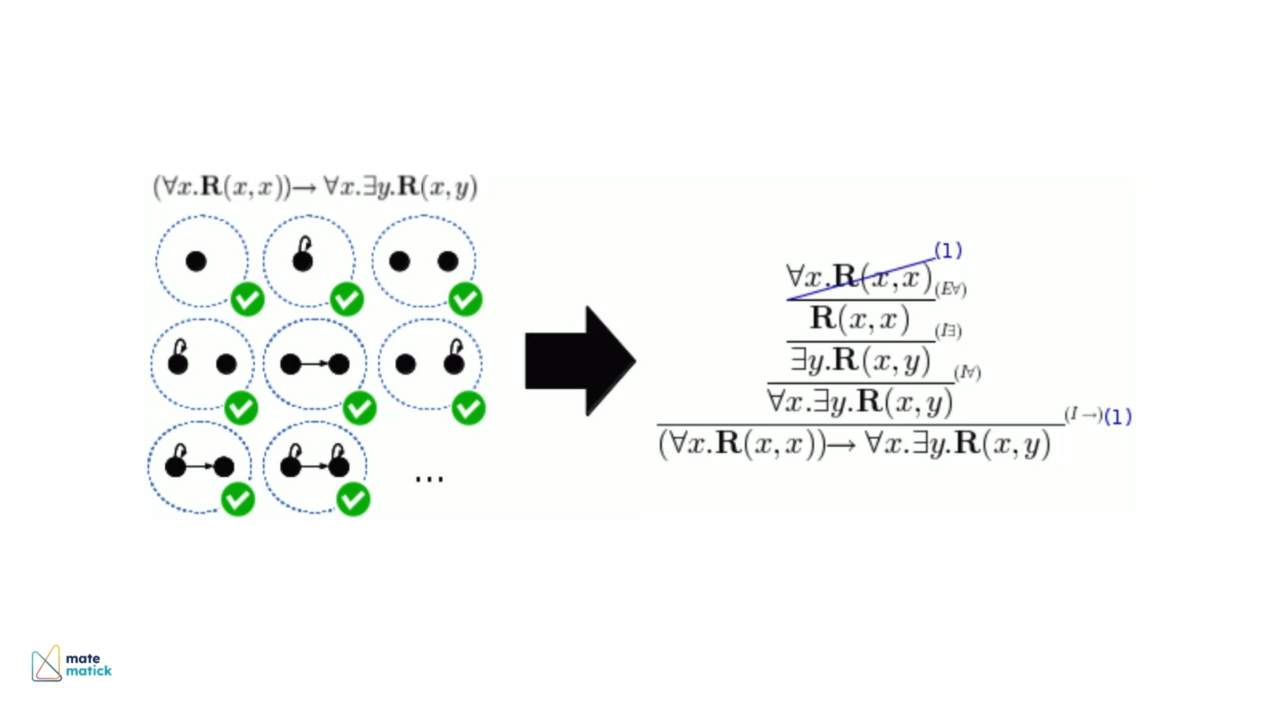 (∀x.R(x,x))→ ∀x.∃y.R(x,y)
...
(1)
∀x.R(x,x) (E∀)
R(x,x) (I∃)
∃y.R(x,y) (I∀)
∀x.∃y.R(x,y) (I→)(1)
(∀x.R(x,x))→ ∀x.∃y.R(x,y)
mate
matick